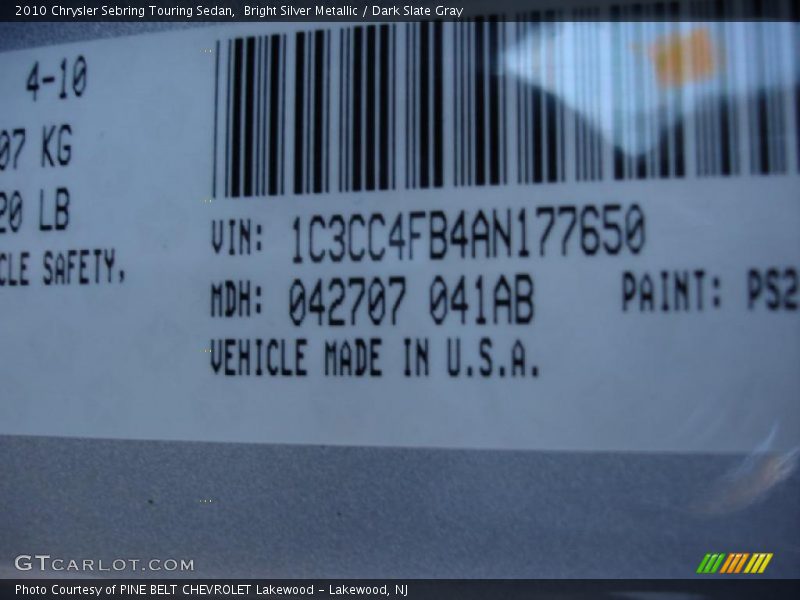 2010 Chrysler Sebring Touring Sedan, Bright Silver Metallic / Dark Slate Gray
4-10
07 KG
20 LB
CLE SAFETY,
VIN: 1C3CC4FB4AN177650
MDH: 042707 041AB PAINT: PS2
VEHICLE MADE IN U.S.A.
GTCARLOT.COM
Photo Courtesy of PINE BELT CHEVROLET Lakewood - Lakewood, NJ